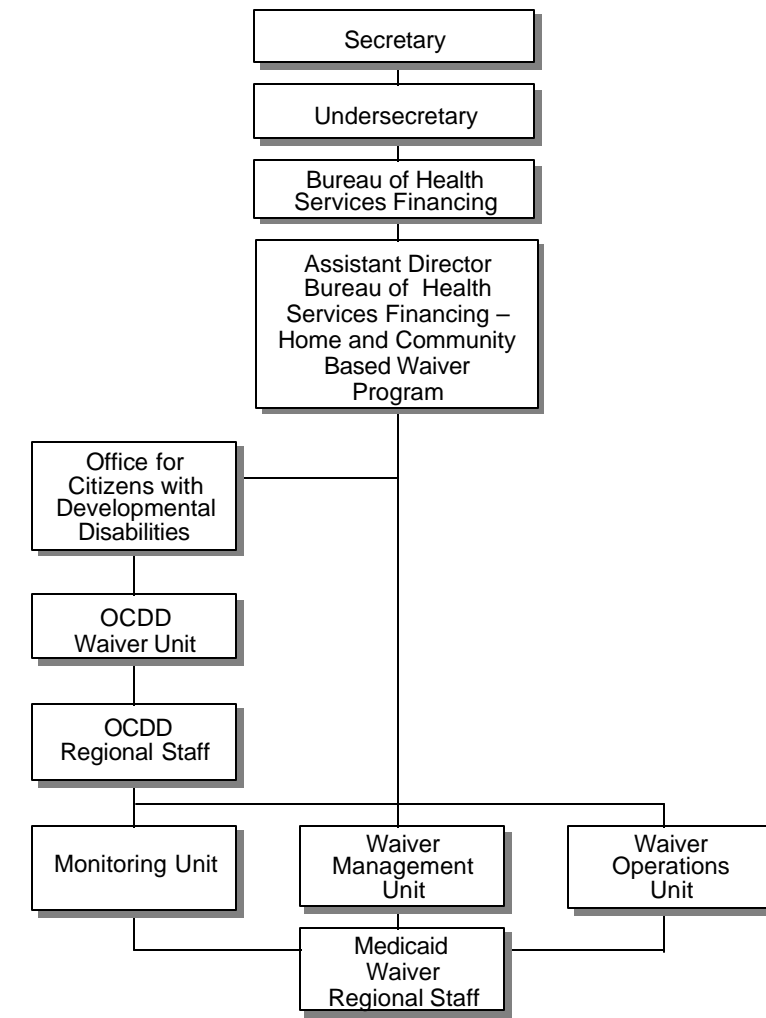 Secretary
Undersecretary
Bureau of Health
Services Financing
Assistant Director
Bureau of Health
Services Financing –
Home and Community
Based Waiver
Program
Office for
Citizens with
Developmental
Disabilities
OCDD
Waiver Unit
OCDD
Regional Staff
Monitoring Unit
Waiver
Management
Unit
Waiver
Operations
Unit
Medicaid
Waiver
Regional Staff